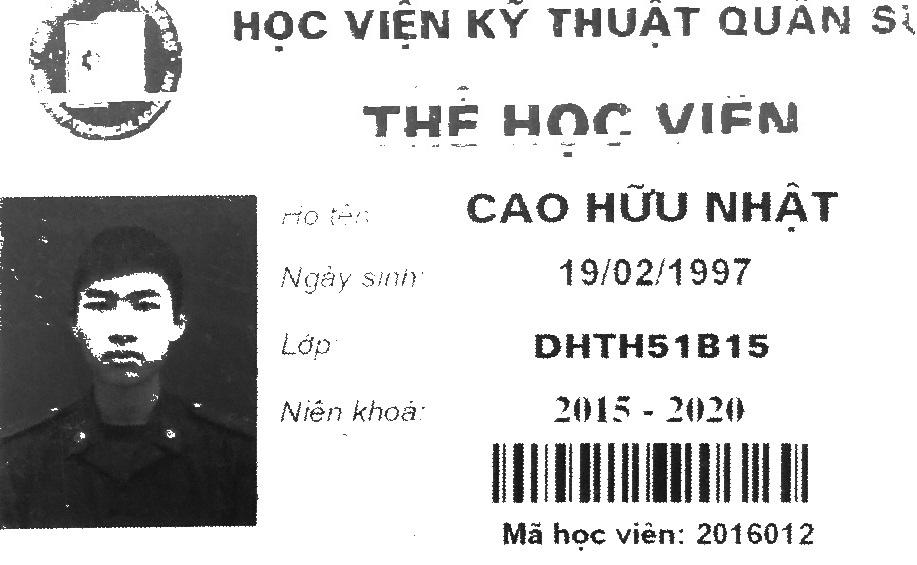 HỌC VIỆN KỸ THUẬT QUÂN SỰ
THẺ HỌC VIÊN
Họ tên: CAO HỮU NHẬT
Ngày sinh: 19/02/1997
Lớp: DHTH51B15
Niên khoá: 2015 - 2020
Mã học viên: 2016012